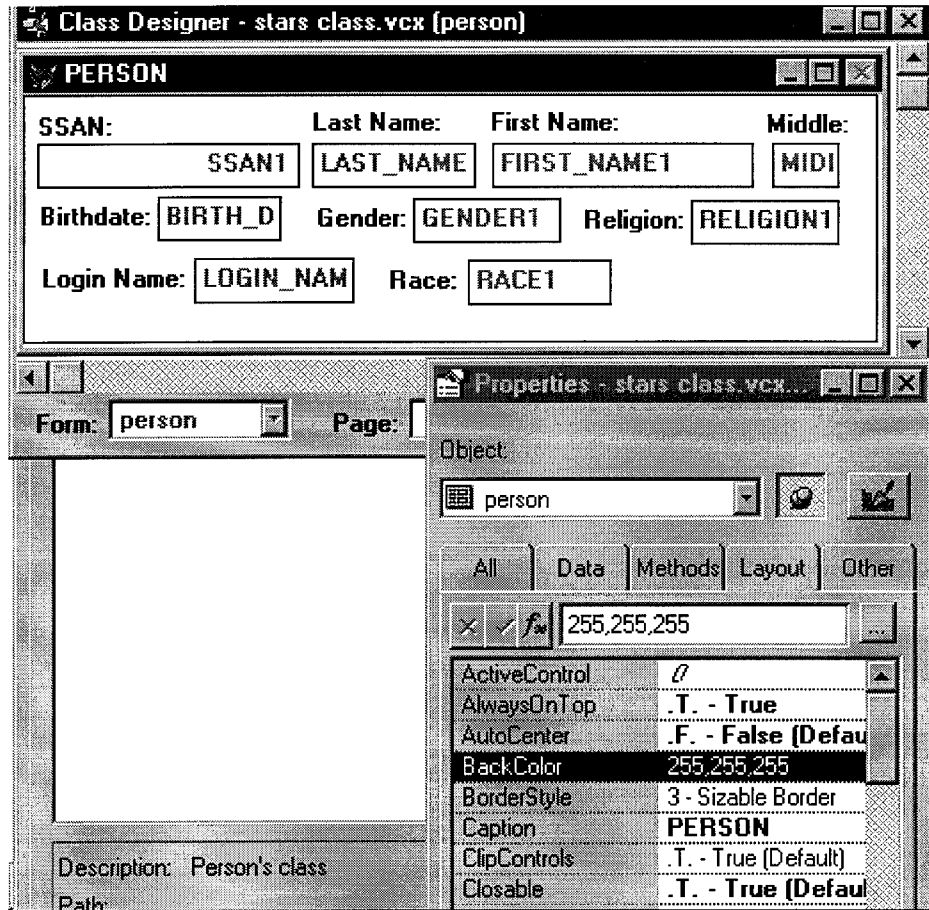 Class Designer - stars class.vcx (person)
PERSON
SSAN: Last Name: First Name: Middle:
SSAN1 LAST_NAME FIRST_NAME1 MIDI
Birthdate: BIRTH_D Gender: GENDER1 Religion: RELIGION1
Login Name: LOGIN_NAM Race: RACE1
Properties - stars class.vcx...
Form: person Page:
Object:
person
All Data Methods Layout Other
255,255,255 ...
ActiveControl
AlwaysOnTop .T. - True
AutoCenter .F. - False (Defau
BackColor 255,255,255
BorderStyle 3 - Sizable Border
Caption PERSON
ClipControls .T. - True (Default)
Closable .T. - True (Defaul
Description: Person's class
Path: